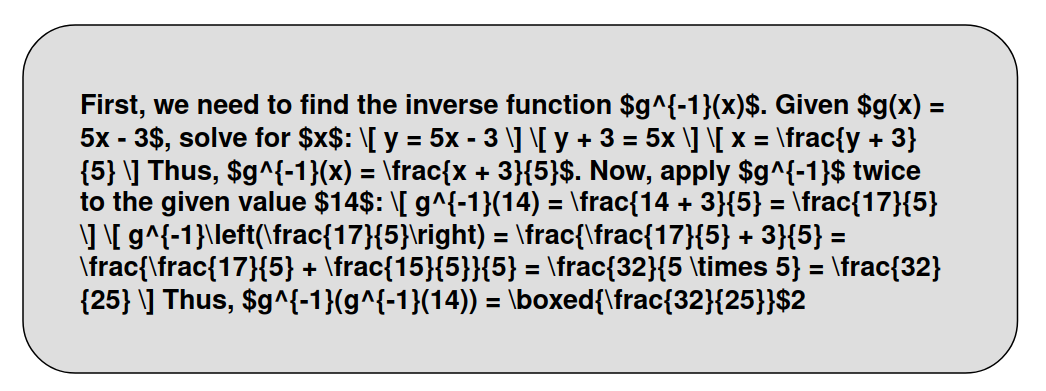 First, we need to find the inverse function $g^{-1}(x)$. Given $g(x) =
5x - 3$, solve for $x$: \[ y = 5x - 3 \] \[ y + 3 = 5x \] \[ x = \frac{y + 3}
{5} \] Thus, $g^{-1}(x) = \frac{x + 3}{5}$. Now, apply $g^{-1}$ twice
to the given value $14$: \[ g^{-1}(14) = \frac{14 + 3}{5} = \frac{17}{5}
\] \[ g^{-1}\left(\frac{17}{5}\right) = \frac{\frac{17}{5} + 3}{5} =
\frac{\frac{17}{5} + \frac{15}{5}}{5} = \frac{32}{5 \times 5} = \frac{32}
{25} \] Thus, $g^{-1}(g^{-1}(14)) = \boxed{\frac{32}{25}}$2